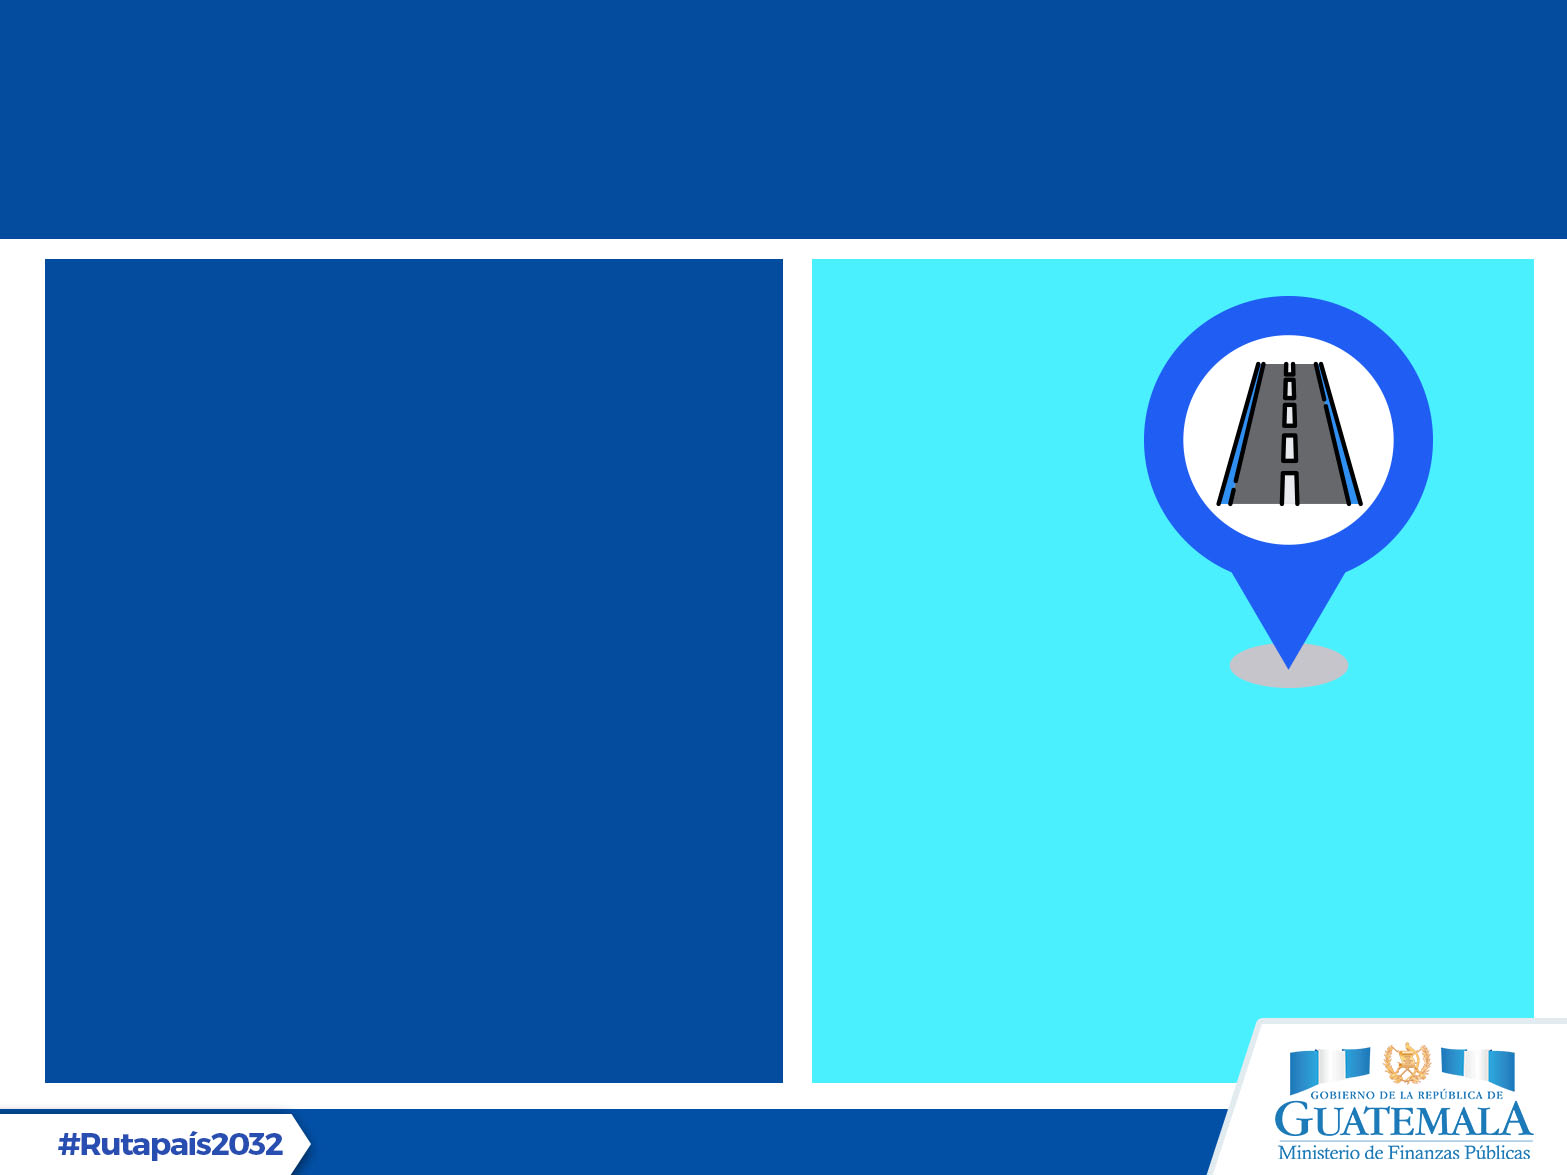 #Rutapaís2032
GOBIERNO DE LA REPÚBLICA DE
GUATEMALA
Ministerio de Finanzas Públicas